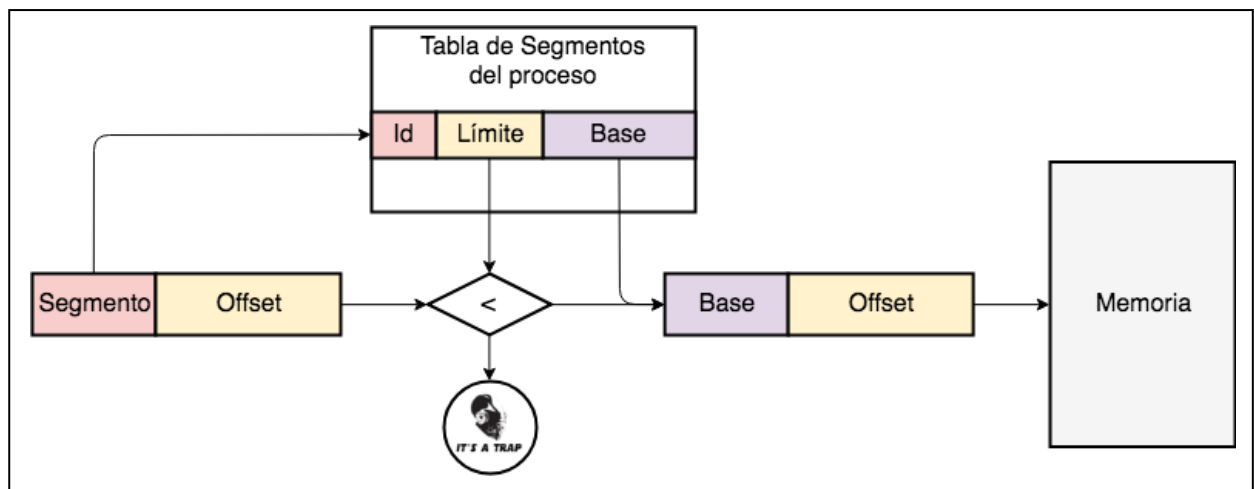 Tabla de Segmentos
del proceso
Id
Límite
Base
Segmento
Offset
<
Base
Offset
Memoria
IT'S A TRAP